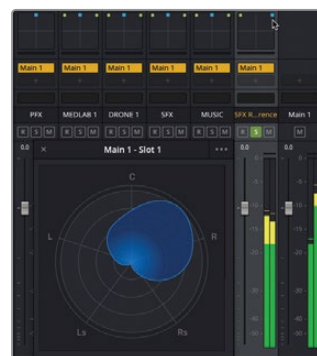 Main 1 Main 1 Main 1 Main 1 Main 1 Main 1
PFX MEDLAB 1 DRONE 1 SFX MUSIC SFX R...rence Main 1
R S M R S M R S M R S M R S M R S M M
0.0 × Main 1 - Slot 1 ••• 0.0 0.0
C
L R
Ls Rs
0
-5
-10
-15
-20
-30
-40
-50